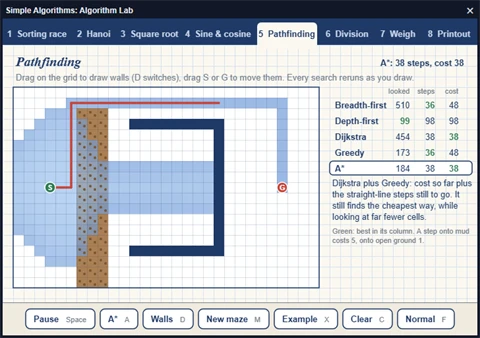 Simple Algorithms: Algorithm Lab ×
1 Sorting race 2 Hanoi 3 Square root 4 Sine & cosine 5 Pathfinding 6 Division 7 Weigh 8 Printout
Pathfinding A*: 38 steps, cost 38
Drag on the grid to draw walls (D switches), drag S or G to move them. Every search reruns as you draw.
looked steps cost
Breadth-first 510 36 48
Depth-first 99 98 98
Dijkstra 454 38 38
Greedy 173 36 48
A* 184 38 38
Dijkstra plus Greedy: cost so far plus
the straight-line steps still to go. It
still finds the cheapest way, while
looking at far fewer cells.
Green: best in its column. A step onto mud
costs 5, onto open ground 1.
S
G
Pause Space A* A Walls D New maze M Example X Clear C Normal F